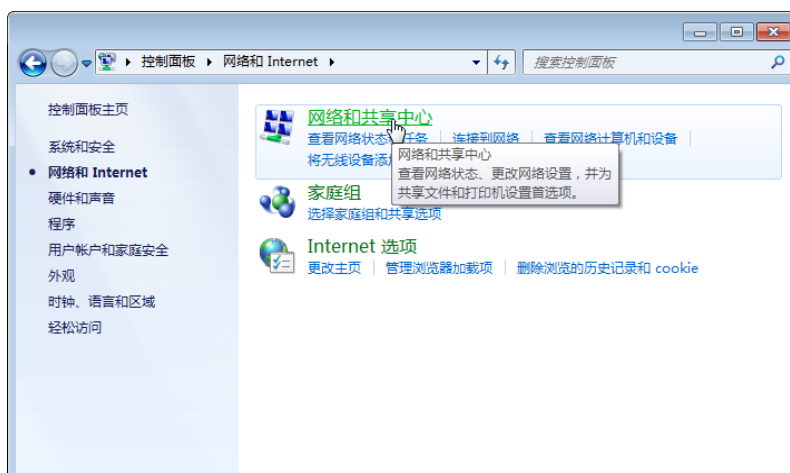 控制面板 网络和 Internet
搜索控制面板
控制面板主页
系统和安全
网络和 Internet
硬件和声音
程序
用户帐户和家庭安全
外观
时钟、语言和区域
轻松访问
网络和共享中心
查看网络状态和任务 连接到网络 查看网络计算机和设备
将无线设备添加
网络和共享中心
查看网络状态、更改网络设置，并为
共享文件和打印机设置首选项。
家庭组
选择家庭组和共享选项
Internet 选项
更改主页 管理浏览器加载项 删除浏览的历史记录和 cookie